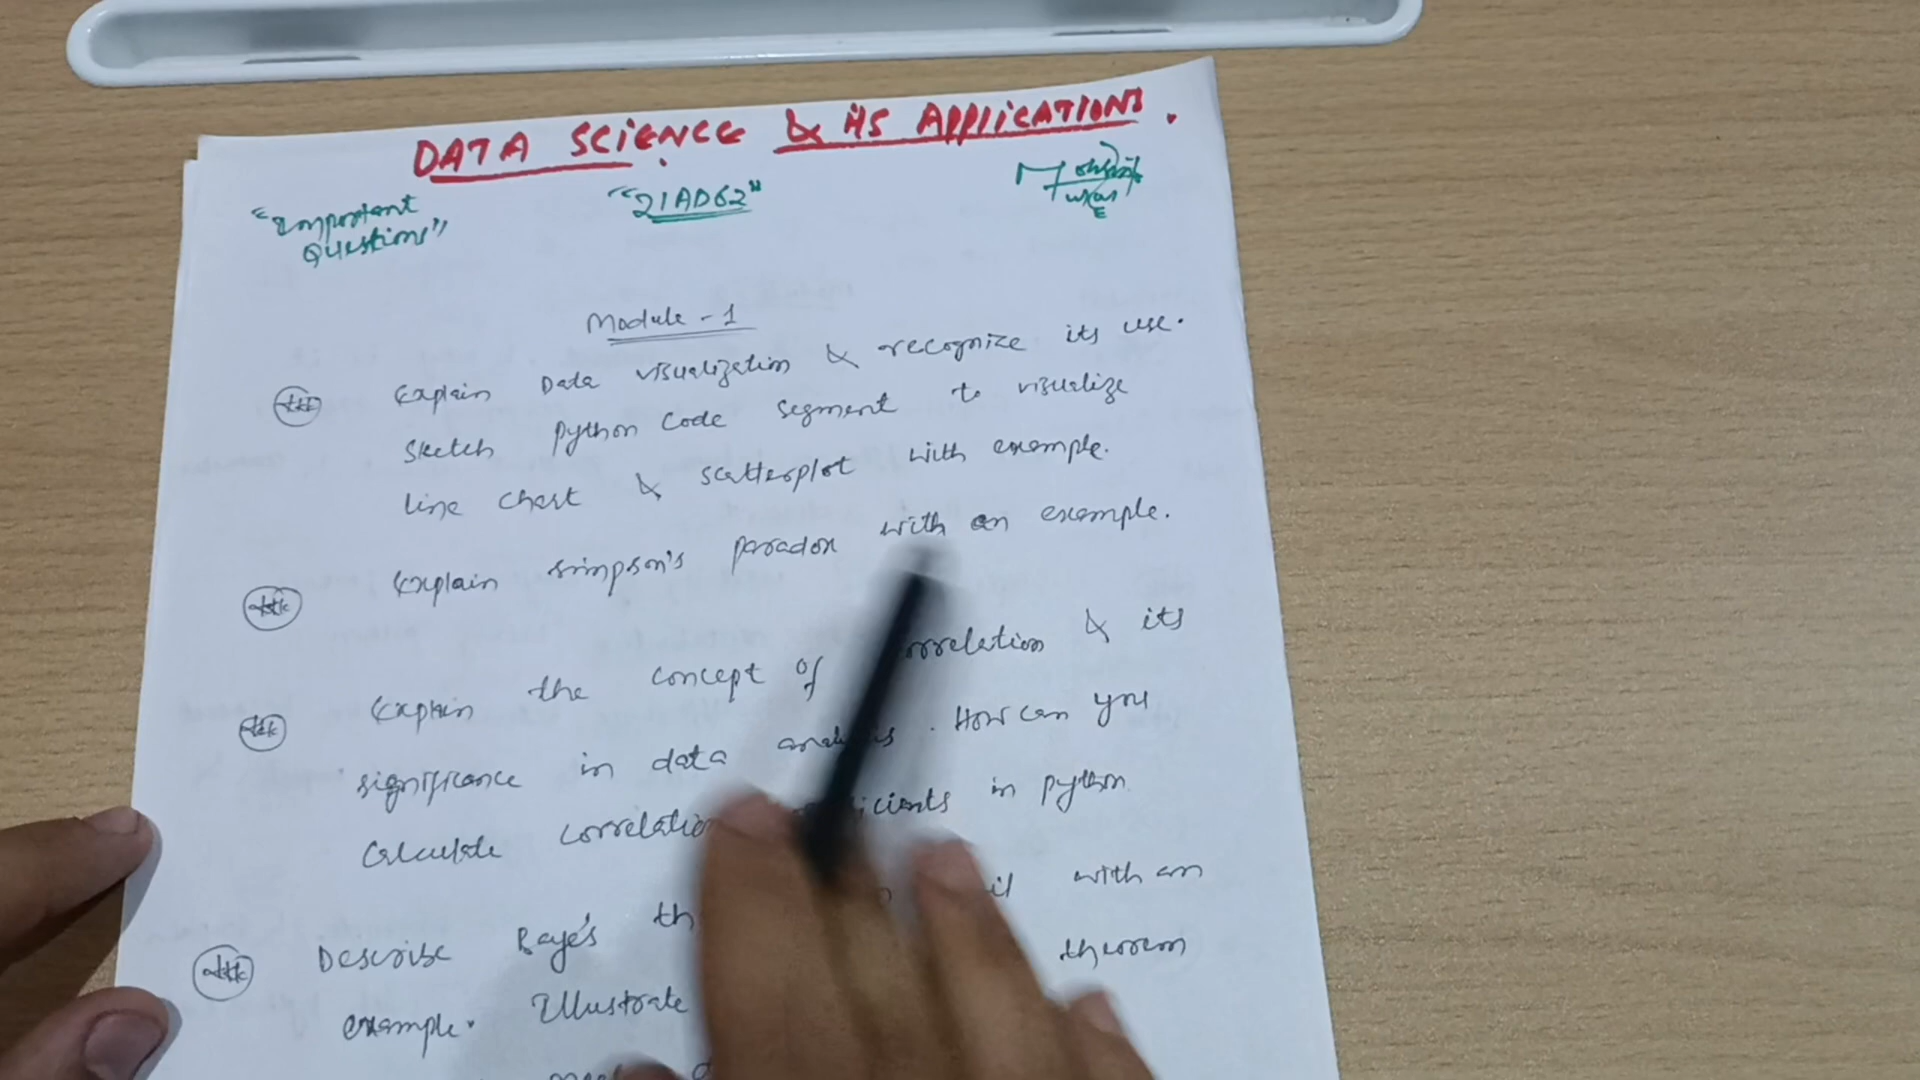 DATA SCIENCE & its APPLICATIONS.
"Important Questions"
"21AD62"
Module - 1
Explain Data visualization & recognize its use.
Sketch python code segment to visualize
line chart & scatterplot with example.
Explain simpson's paradox with an example.
Explain the concept of correlation & its
significance in data analysis. How can you
calculate correlation coefficients in python
Describe Baye's with an
example. Illustrate theorem